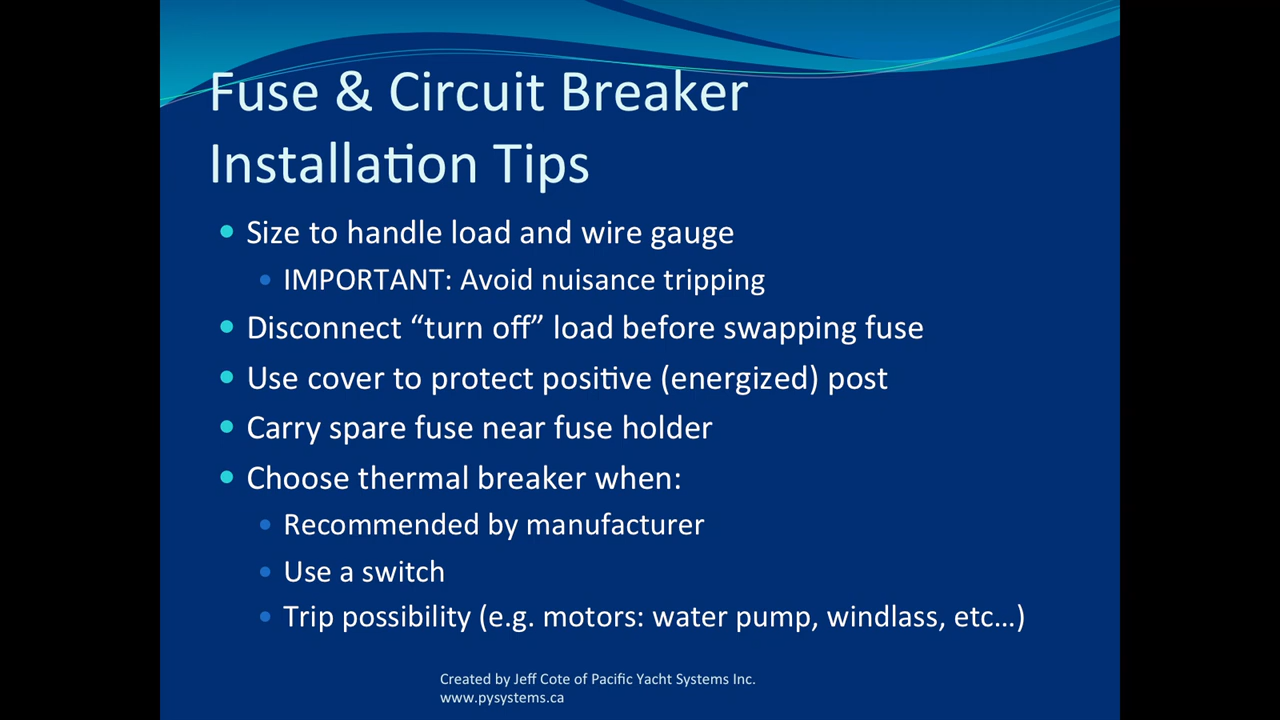 Fuse & Circuit Breaker
Installation Tips
• Size to handle load and wire gauge
• IMPORTANT: Avoid nuisance tripping
• Disconnect “turn off” load before swapping fuse
• Use cover to protect positive (energized) post
• Carry spare fuse near fuse holder
• Choose thermal breaker when:
• Recommended by manufacturer
• Use a switch
• Trip possibility (e.g. motors: water pump, windlass, etc…)
Created by Jeff Cote of Pacific Yacht Systems Inc.
www.pysystems.ca